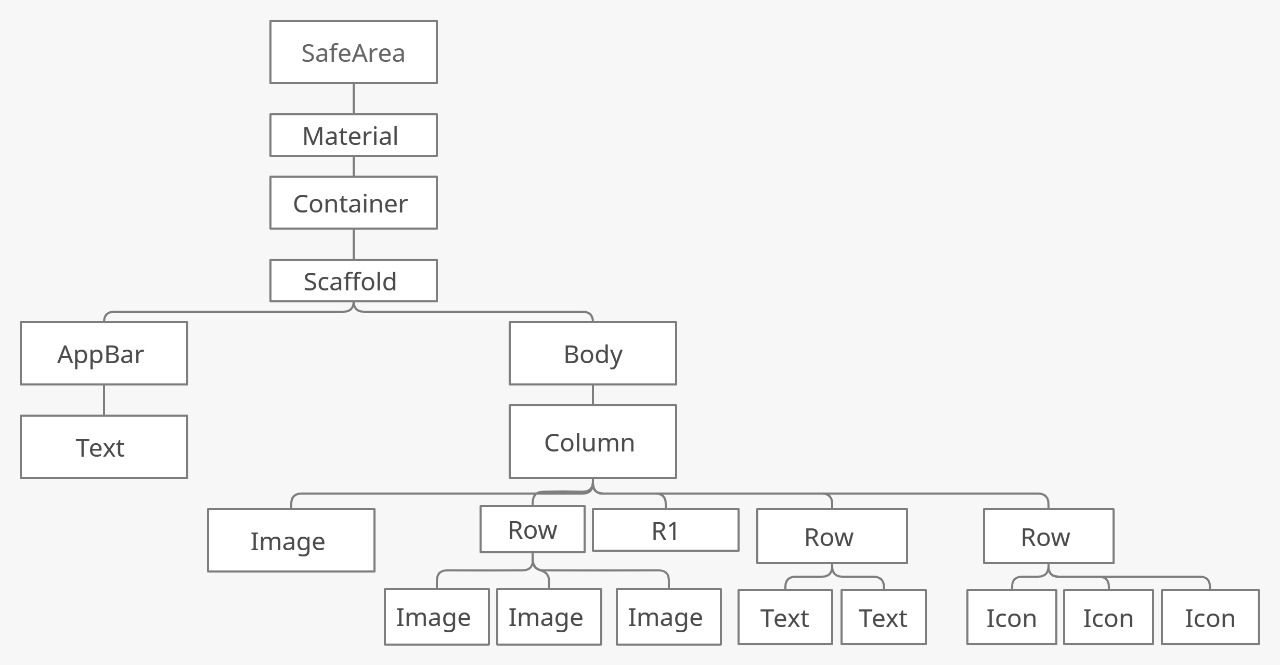 SafeArea
Material
Container
Scaffold
AppBar
Body
Text
Column
Image
Row
R1
Row
Row
Image
Image
Image
Text
Text
Icon
Icon
Icon